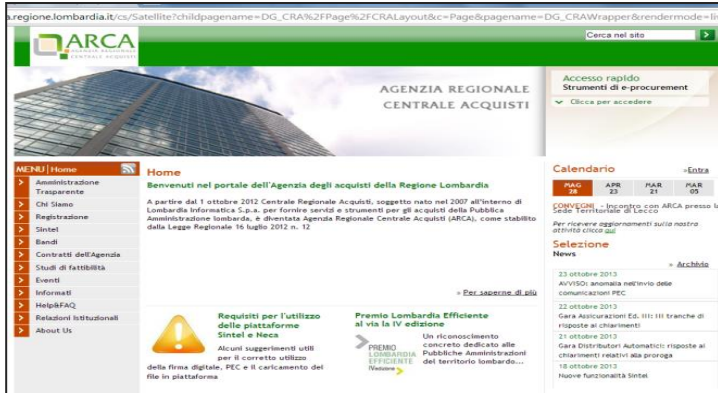 a.regione.lombardia.it/cs/Satellite?childpagename=DG_CRA%2FPage%2FCRALayout&c=Page&pagename=DG_CRAWrapper&rendermode=li
ARCA
AGENZIA REGIONALE
CENTRALE ACQUISTI
Cerca nel sito
AGENZIA REGIONALE
CENTRALE ACQUISTI
Accesso rapido
Strumenti di e-procurement
Clicca per accedere
MENU Home
Amministrazione
Trasparente
Chi Siamo
Registrazione
Sintel
Bandi
Contratti dell'Agenzia
Studi di fattibilità
Eventi
Informati
Help&FAQ
Relazioni Istituzionali
About Us
Home
Benvenuti nel portale dell'Agenzia degli acquisti della Regione Lombardia
A partire dal 1 ottobre 2012 Centrale Regionale Acquisti, soggetto nato nel 2007 all'interno di
Lombardia Informatica S.p.a. per fornire servizi e strumenti per gli acquisti della Pubblica
Amministrazione lombarda, è diventata Agenzia Regionale Centrale Acquisti (ARCA), come stabilito
dalla Legge Regionale 16 luglio 2012 n. 12
» Per saperne di più
Requisiti per l'utilizzo
delle piattaforme
Sintel e Neca
Alcuni suggerimenti utili
per il corretto utilizzo
della firma digitale, PEC e il caricamento del
file in piattaforma
Premio Lombardia Efficiente
al via la IV edizione
PREMIO
LOMBARDIA
EFFICIENTE
IVedizione
Un riconoscimento
concreto dedicato alle
Pubbliche Amministrazioni
del territorio lombardo...
Calendario
»Entra
MAG
28
APR
23
MAR
21
MAR
05
CONVEGNI - Incontro con ARCA presso la
Sede Territoriale di Lecco
Per ricevere aggiornamenti sulla nostra
attività clicca qui
Selezione
News
» Archivio
23 ottobre 2013
AVVISO: anomalia nell'invio delle
comunicazioni PEC
22 ottobre 2013
Gara Assicurazioni Ed. III: III tranche di
risposte ai chiarimenti
21 ottobre 2013
Gara Distributori Automatici: risposte ai
chiarimenti relativi alla proroga
18 ottobre 2013
Nuove funzionalità Sintel